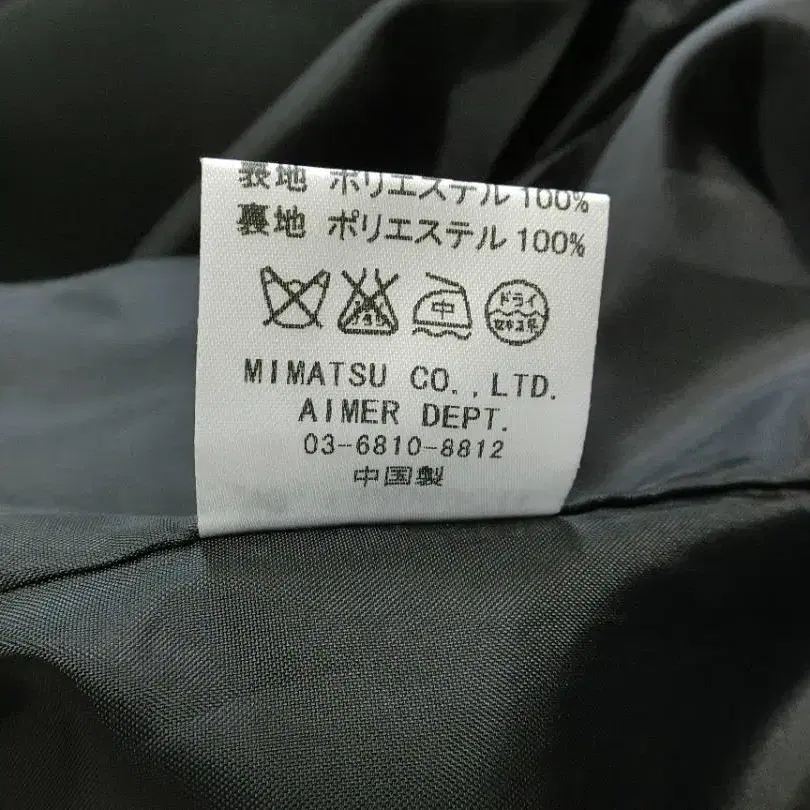 表地 ポリエステル 100%
裏地 ポリエステル 100%
中 ドライ
MIMATSU CO.,LTD.
AIMER DEPT.
03-6810-8812
中国製